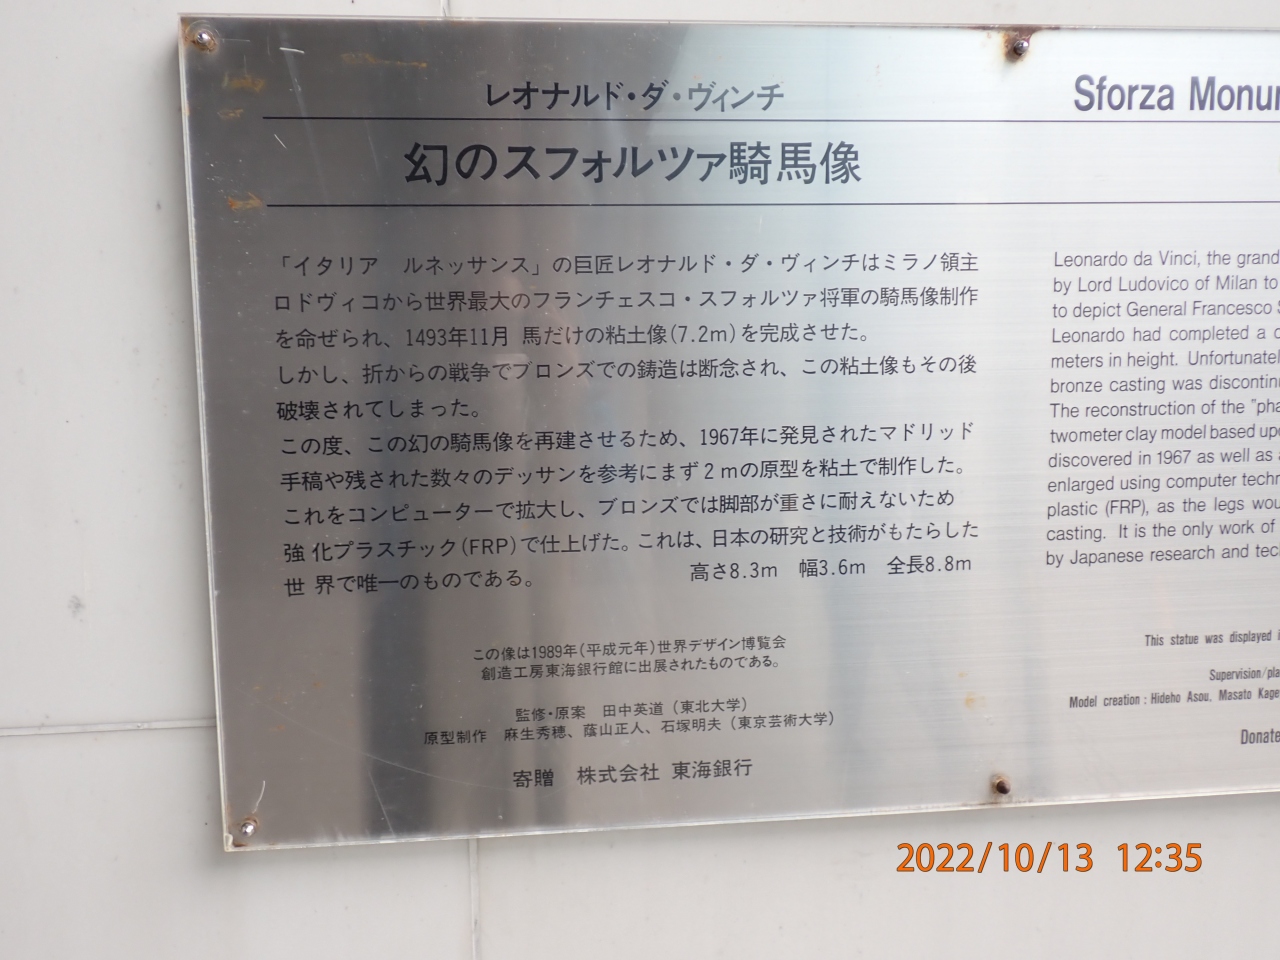 レオナルド・ダ・ヴィンチ
幻のスフォルツァ騎馬像
「イタリア ルネッサンス」の巨匠レオナルド・ダ・ヴィンチはミラノ領主
ロドヴィコから世界最大のフランチェスコ・スフォルツァ将軍の騎馬像制作
を命ぜられ、1493年11月 馬だけの粘土像(7.2m)を完成させた。
しかし、折からの戦争でブロンズでの鋳造は断念され、この粘土像もその後
破壊されてしまった。
この度、この幻の騎馬像を再建させるため、1967年に発見されたマドリッド
手稿や残された数々のデッサンを参考にまず2mの原型を粘土で制作した。
これをコンピューターで拡大し、ブロンズでは脚部が重さに耐えないため
強化プラスチック(FRP)で仕上げた。これは、日本の研究と技術がもたらした
世界で唯一のものである。
高さ8.3m 幅3.6m 全長8.8m
この像は1989年(平成元年)世界デザイン博覧会
創造工房東海銀行館に出展されたものである。
監修・原案 田中英道(東北大学)
原型制作 麻生秀穂、蔭山正人、石塚明夫(東京芸術大学)
寄贈 株式会社 東海銀行
Sforza
Leonardo da Vinci, the grand
by Lord Ludovico of Milan to
to depict General Francesco
Leonardo had completed a
meters in height. Unfortunatel
bronze casting was discontin
The reconstruction of the "pha
twometer clay model based upo
discovered in 1967 as well as
enlarged using computer techn
plastic (FRP), as the legs wou
casting. It is the only work of
by Japanese research and tec
This statue was displayed
Supervision/pla
Model creation : Hideho Asou, Masato Kage
Donate
2022/10/13 12:35